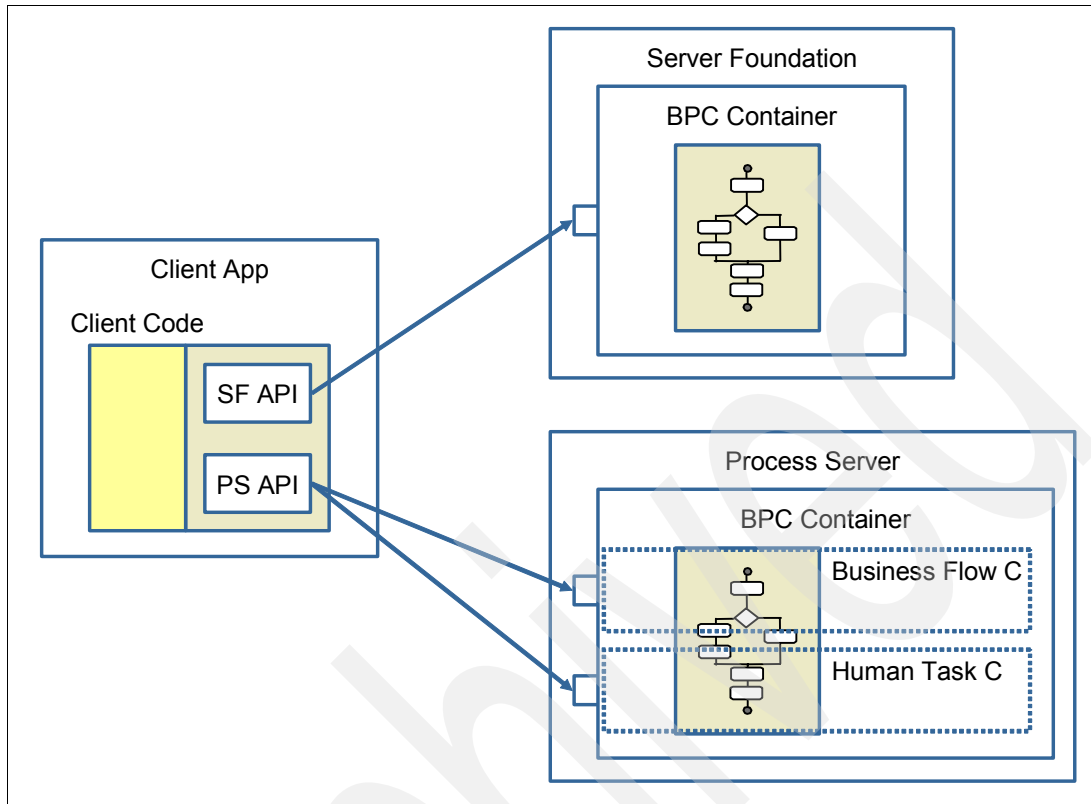 Server Foundation
BPC Container
Client App
Client Code
SF API
PS API
Process Server
BPC Container
Business Flow C
Human Task C